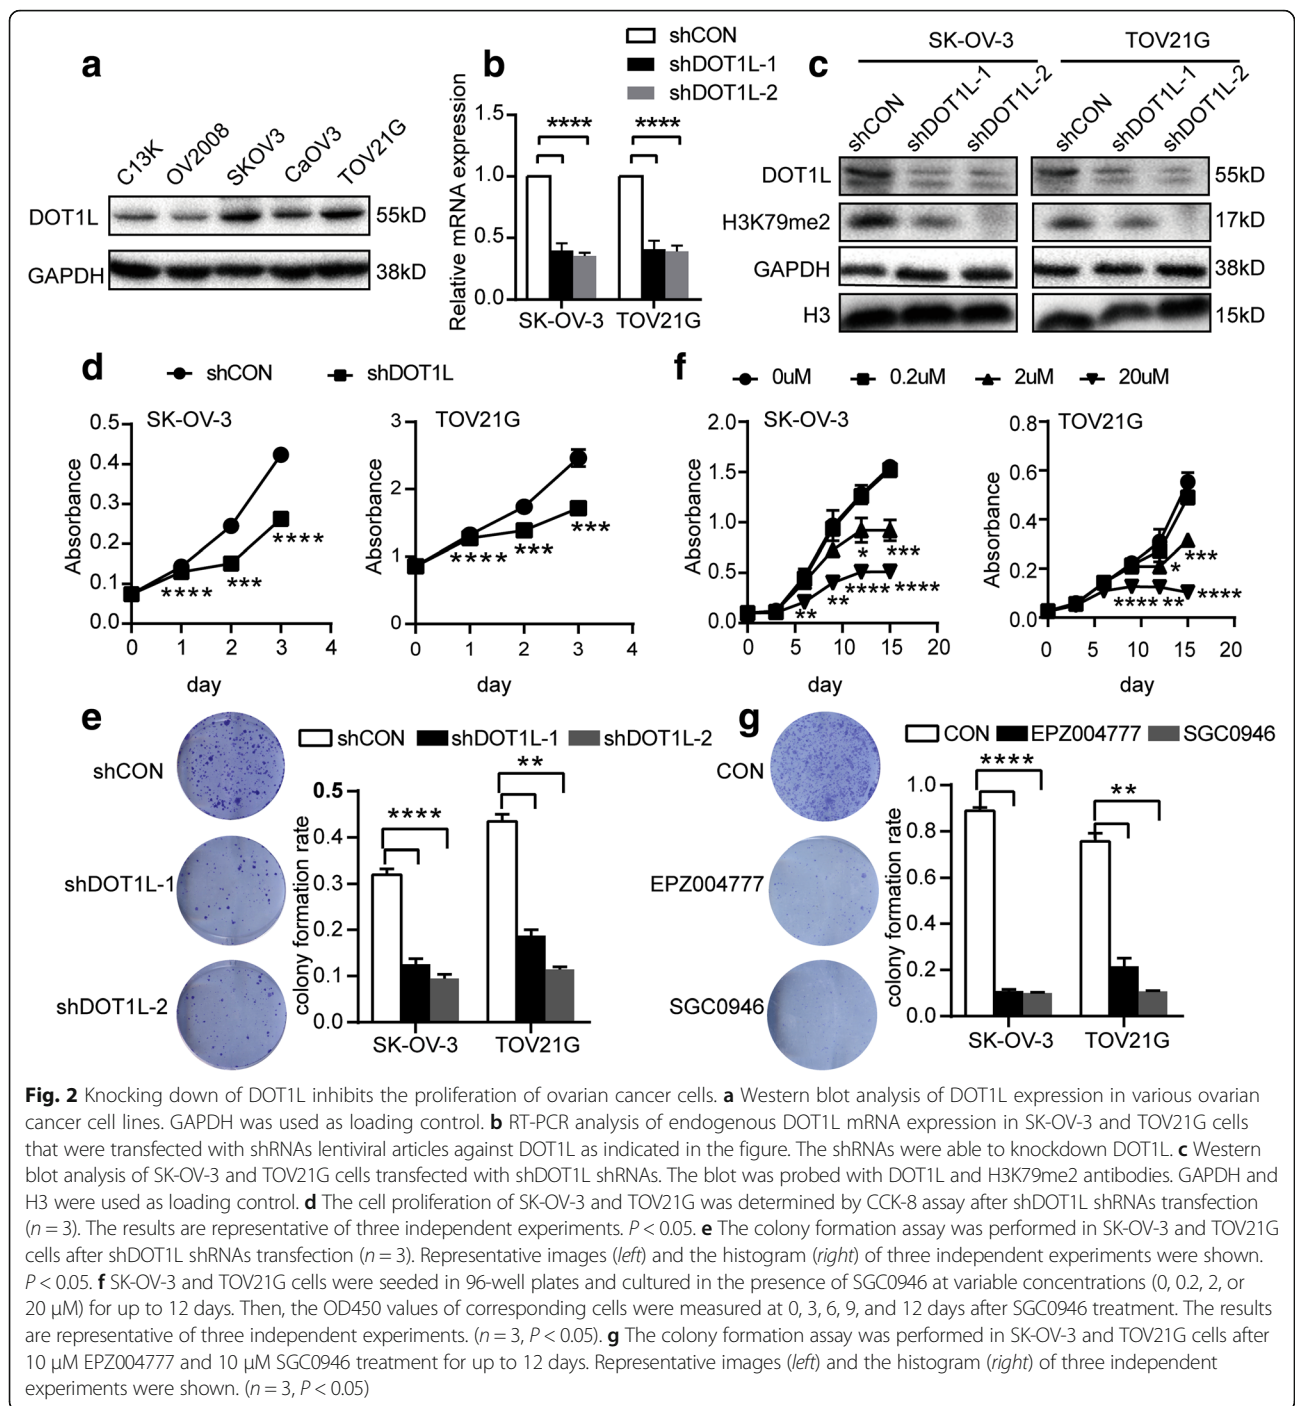 a
C13K
OV2008
SKOV3
CaOV3
TOV21G
DOT1L
55kD
GAPDH
38kD
b
shCON
shDOT1L-1
shDOT1L-2
Relative mRNA expression
1.5
1.0
0.5
0.0
****
****
SK-OV-3
TOV21G
c
SK-OV-3
TOV21G
shCON
shDOT1L-1
shDOT1L-2
shCON
shDOT1L-1
shDOT1L-2
DOT1L
55kD
H3K79me2
17kD
GAPDH
38kD
H3
15kD
d
shCON
shDOT1L
SK-OV-3
Absorbance
0.5
0.4
0.3
0.2
0.1
0.0
****
***
****
0 1 2 3 4
day
TOV21G
Absorbance
3
2
1
0
****
***
***
0 1 2 3 4
day
f
0uM
0.2uM
2uM
20uM
SK-OV-3
Absorbance
2.0
1.5
1.0
0.5
0.0
*
***
**
**
****
****
0 5 10 15 20
day
TOV21G
Absorbance
0.8
0.6
0.4
0.2
0.0
*
***
****
**
****
0 5 10 15 20
day
e
shCON
shDOT1L-1
shDOT1L-2
shCON
shDOT1L-1
shDOT1L-2
colony formation rate
0.5
0.4
0.3
0.2
0.1
0.0
****
**
SK-OV-3
TOV21G
g
CON
EPZ004777
SGC0946
CON
EPZ004777
SGC0946
colony formation rate
1.0
0.8
0.6
0.4
0.2
0.0
****
**
SK-OV-3
TOV21G
Fig. 2 Knocking down of DOT1L inhibits the proliferation of ovarian cancer cells. a Western blot analysis of DOT1L expression in various ovarian
cancer cell lines. GAPDH was used as loading control. b RT-PCR analysis of endogenous DOT1L mRNA expression in SK-OV-3 and TOV21G cells
that were transfected with shRNAs lentiviral articles against DOT1L as indicated in the figure. The shRNAs were able to knockdown DOT1L. c Western
blot analysis of SK-OV-3 and TOV21G cells transfected with shDOT1L shRNAs. The blot was probed with DOT1L and H3K79me2 antibodies. GAPDH and
H3 were used as loading control. d The cell proliferation of SK-OV-3 and TOV21G was determined by CCK-8 assay after shDOT1L shRNAs transfection
(n = 3). The results are representative of three independent experiments. P < 0.05. e The colony formation assay was performed in SK-OV-3 and TOV21G
cells after shDOT1L shRNAs transfection (n = 3). Representative images (left) and the histogram (right) of three independent experiments were shown.
P < 0.05. f SK-OV-3 and TOV21G cells were seeded in 96-well plates and cultured in the presence of SGC0946 at variable concentrations (0, 0.2, 2, or
20 μM) for up to 12 days. Then, the OD450 values of corresponding cells were measured at 0, 3, 6, 9, and 12 days after SGC0946 treatment. The results
are representative of three independent experiments. (n = 3, P < 0.05). g The colony formation assay was performed in SK-OV-3 and TOV21G cells after
10 μM EPZ004777 and 10 μM SGC0946 treatment for up to 12 days. Representative images (left) and the histogram (right) of three independent
experiments were shown. (n = 3, P < 0.05)